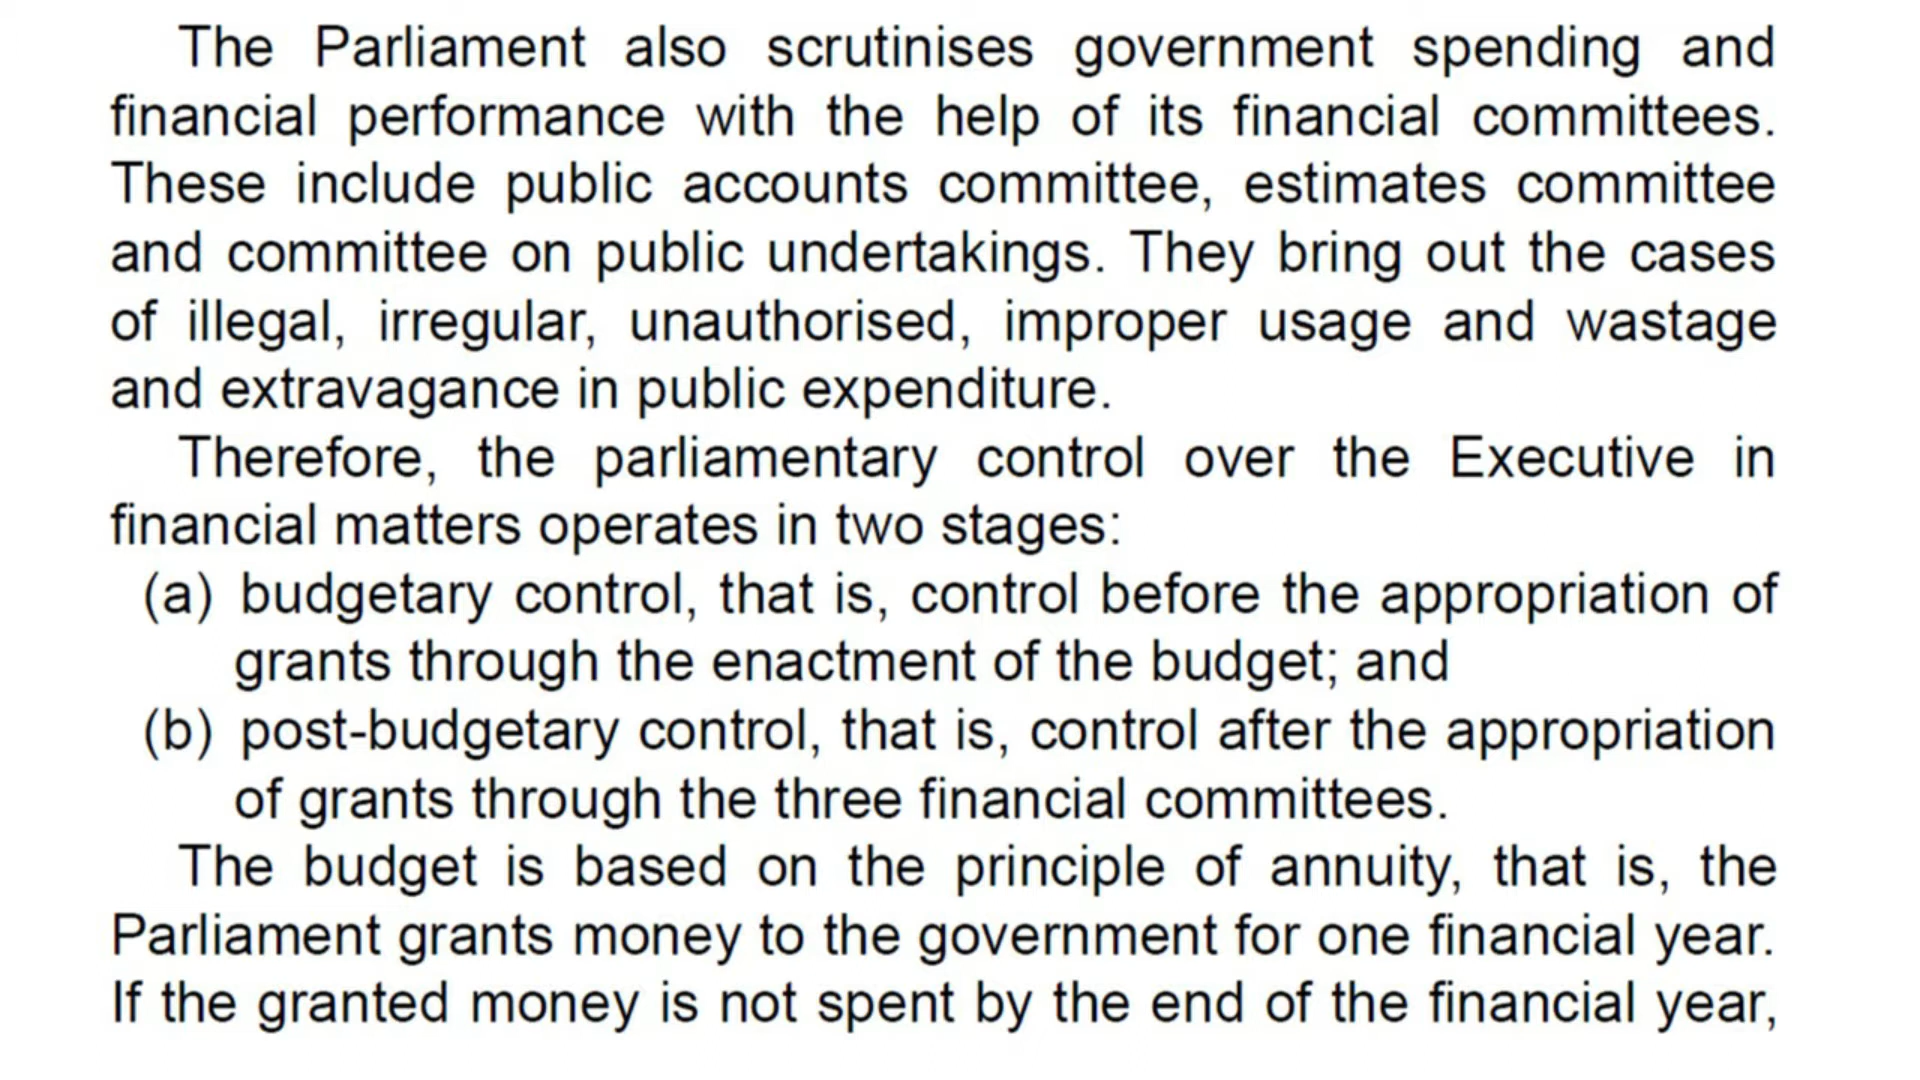 The Parliament also scrutinises government spending and
financial performance with the help of its financial committees.
These include public accounts committee, estimates committee
and committee on public undertakings. They bring out the cases
of illegal, irregular, unauthorised, improper usage and wastage
and extravagance in public expenditure.
Therefore, the parliamentary control over the Executive in
financial matters operates in two stages:
(a) budgetary control, that is, control before the appropriation of
grants through the enactment of the budget; and
(b) post-budgetary control, that is, control after the appropriation
of grants through the three financial committees.
The budget is based on the principle of annuity, that is, the
Parliament grants money to the government for one financial year.
If the granted money is not spent by the end of the financial year,